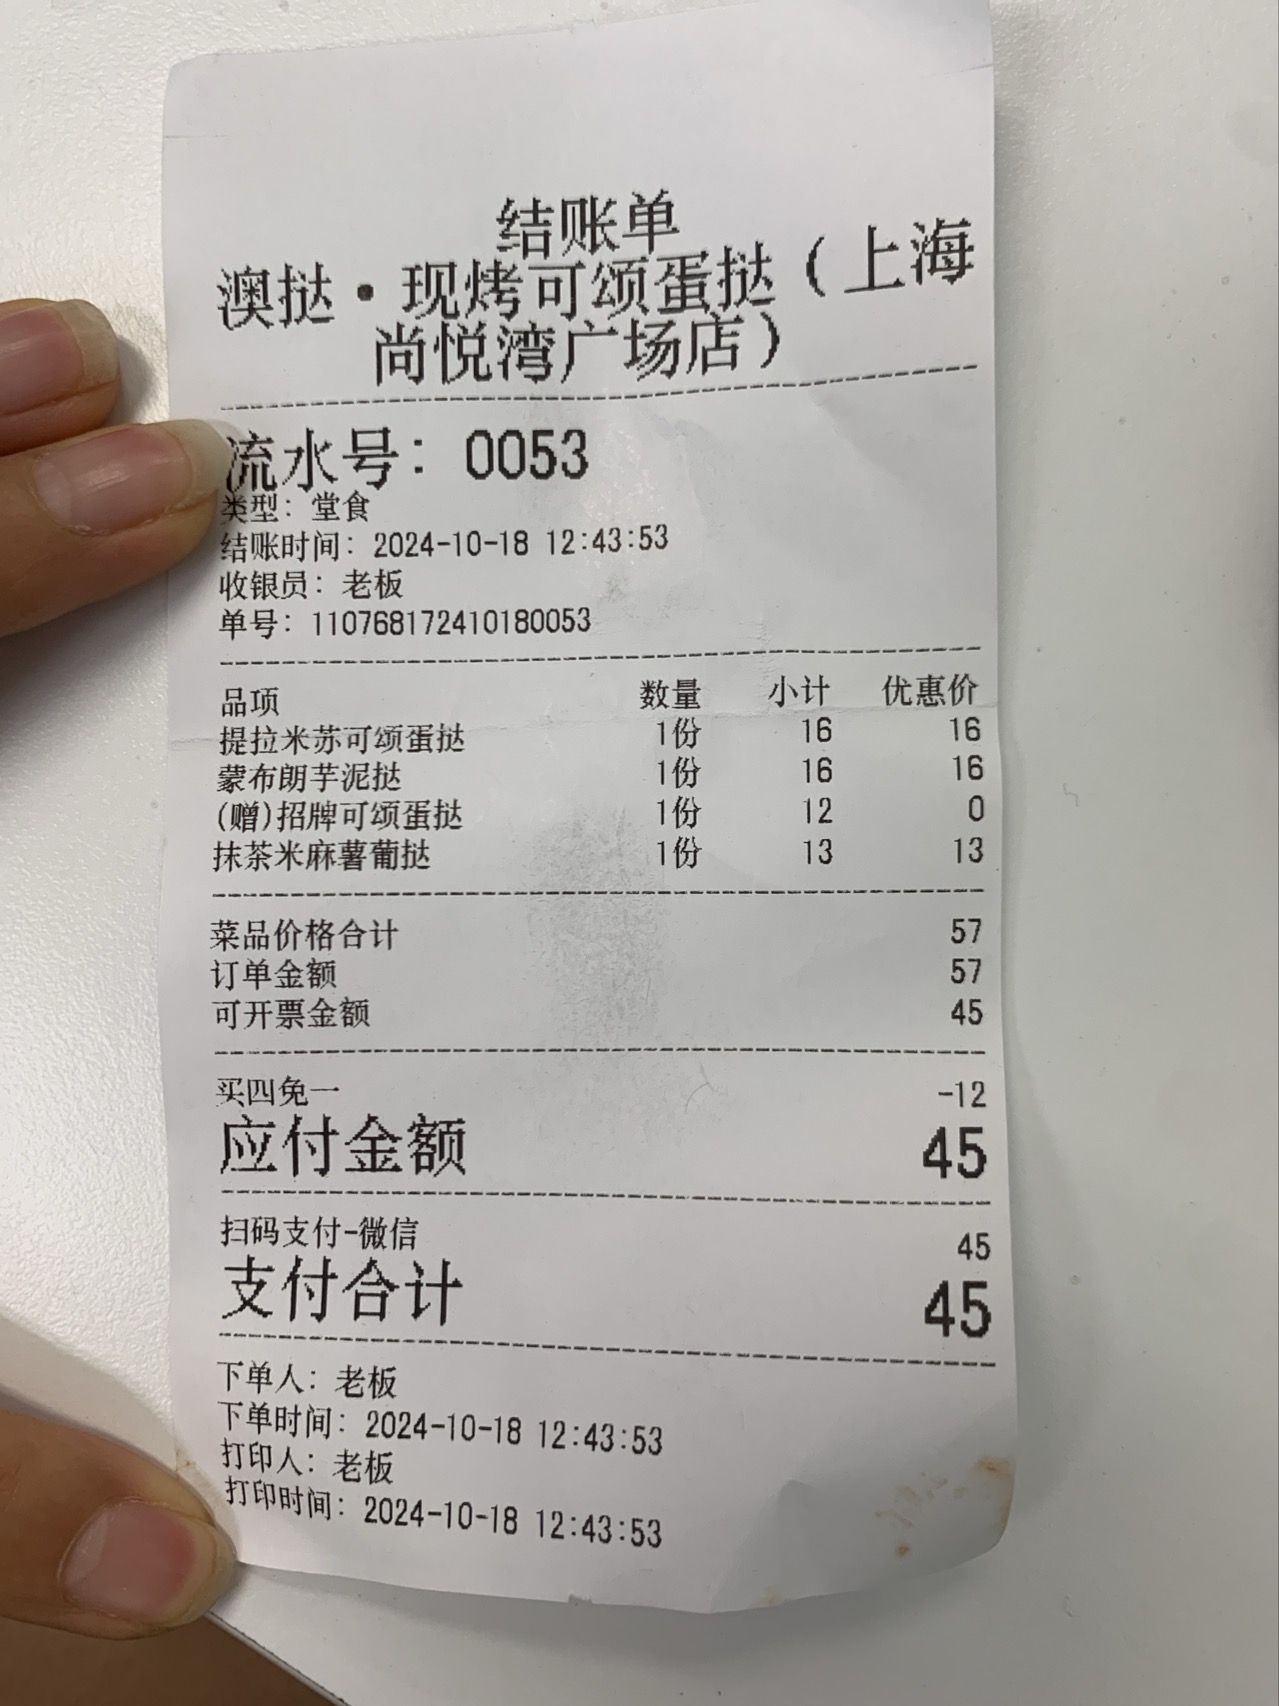 结账单
澳挞·现烤可颂蛋挞（上海
尚悦湾广场店）
流水号：0053
类型：堂食
结账时间：2024-10-18 12:43:53
收银员：老板
单号：110768172410180053
品项 数量 小计 优惠价
提拉米苏可颂蛋挞 1份 16 16
蒙布朗芋泥挞 1份 16 16
(赠)招牌可颂蛋挞 1份 12 0
抹茶米麻薯葡挞 1份 13 13
菜品价格合计 57
订单金额 57
可开票金额 45
买四免一 -12
应付金额 45
扫码支付-微信 45
支付合计 45
下单人：老板
下单时间：2024-10-18 12:43:53
打印人：老板
打印时间：2024-10-18 12:43:53